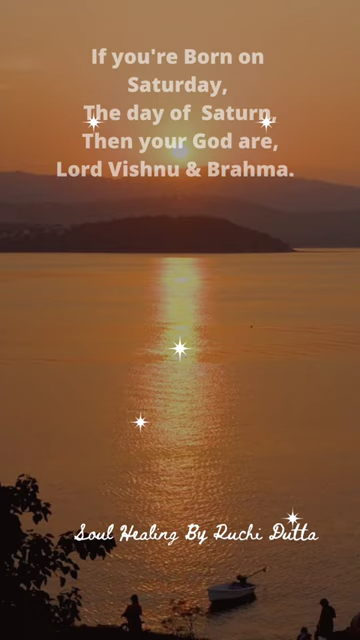 If you're Born on
Saturday,
The day of Saturn,
Then your God are,
Lord Vishnu & Brahma.
Soul Healing By Ruchi Dutta